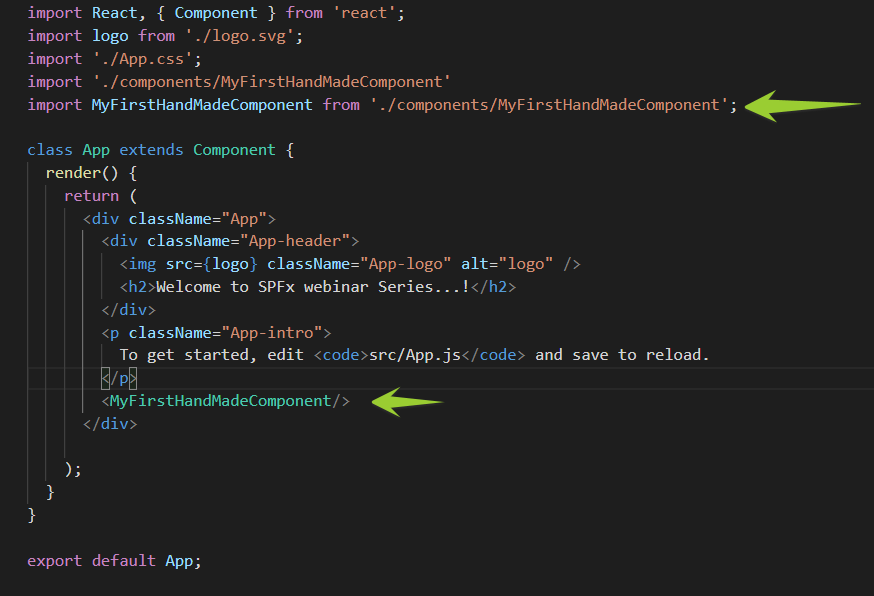 import React, { Component } from 'react';
import logo from './logo.svg';
import './App.css';
import './components/MyFirstHandMadeComponent'
import MyFirstHandMadeComponent from './components/MyFirstHandMadeComponent';
class App extends Component {
render() {
return (
<div className="App">
<div className="App-header">
<img src={logo} className="App-logo" alt="logo" />
<h2>Welcome to SPFx webinar Series...!</h2>
</div>
<p className="App-intro">
To get started, edit <code>src/App.js</code> and save to reload.
</p>
<MyFirstHandMadeComponent/>
</div>
);
}
}
export default App;